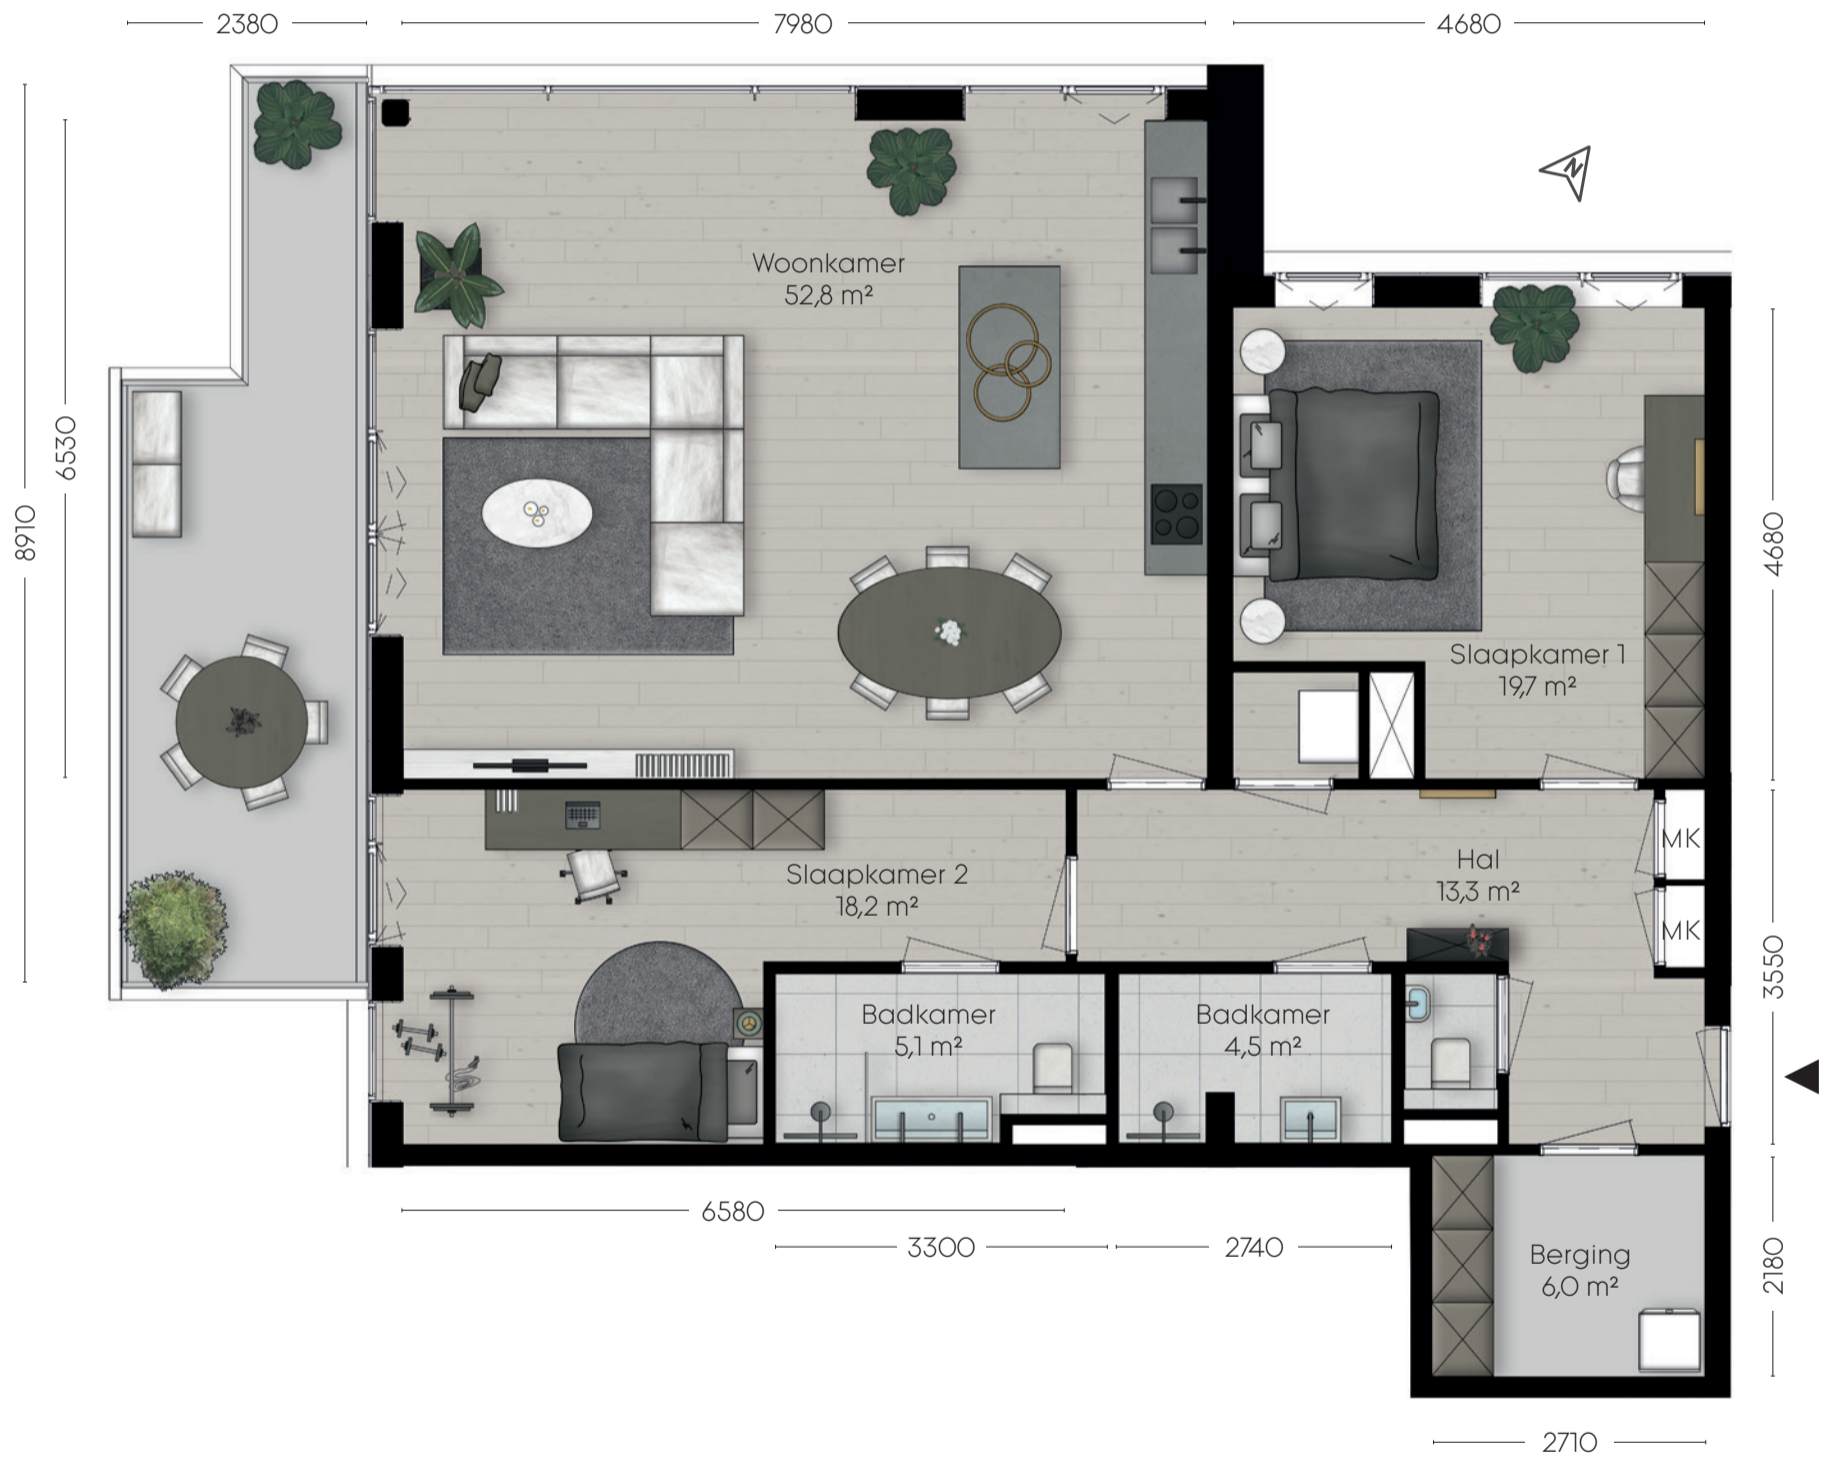 2380
7980
4680
N
8910
6530
Woonkamer
52,8 m²
Slaapkamer 1
19,7 m²
4680
Slaapkamer 2
18,2 m²
Hal
13,3 m²
MK
MK
3550
Badkamer
5,1 m²
Badkamer
4,5 m²
6580
3300
2740
Berging
6,0 m²
2180
2710